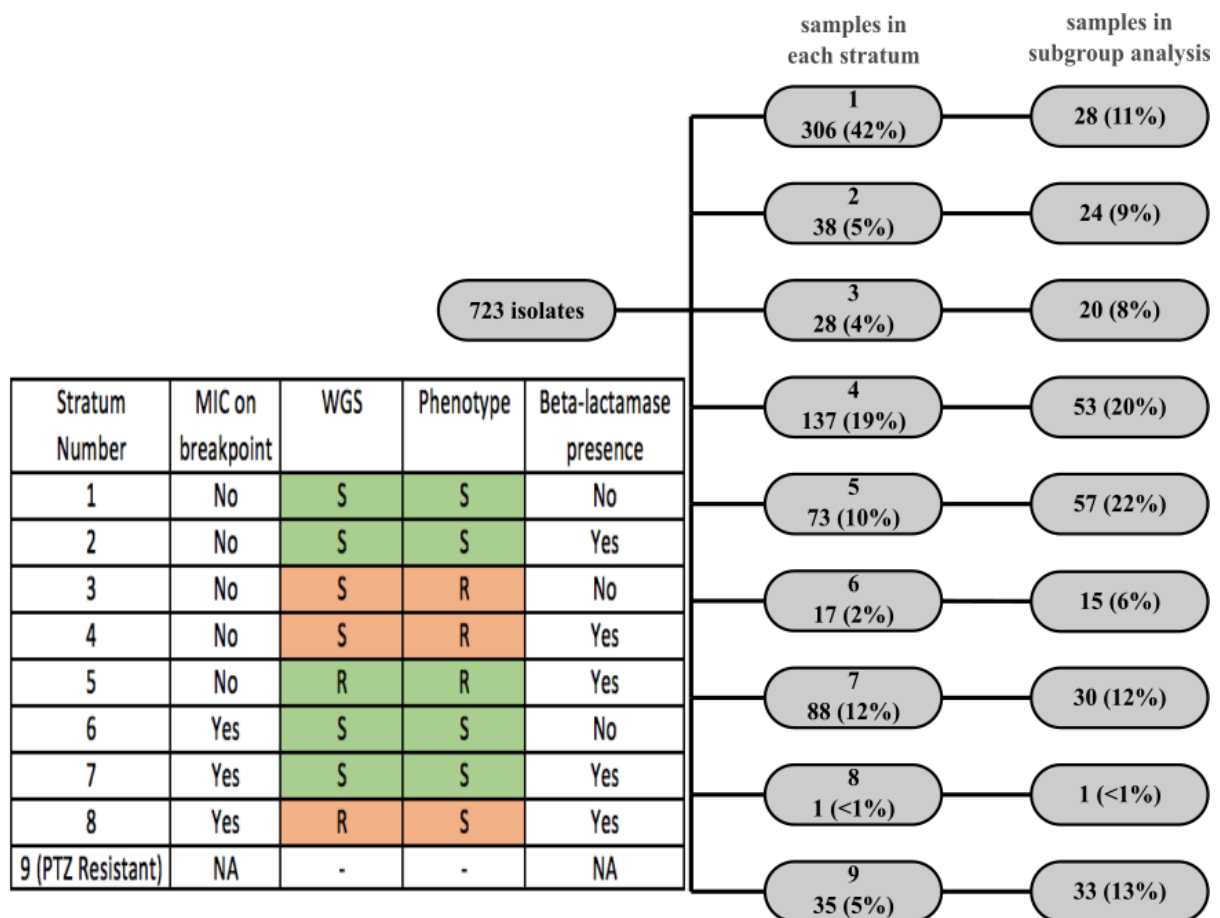 samples in
each stratum
samples in
subgroup analysis
1
306 (42%)
28 (11%)
2
38 (5%)
24 (9%)
723 isolates
3
28 (4%)
20 (8%)
4
137 (19%)
53 (20%)
5
73 (10%)
57 (22%)
6
17 (2%)
15 (6%)
7
88 (12%)
30 (12%)
8
1 (<1%)
1 (<1%)
9
35 (5%)
33 (13%)
Stratum Number MIC on breakpoint WGS Phenotype Beta-lactamase presence
1 No S S No
2 No S S Yes
3 No S R No
4 No S R Yes
5 No R R Yes
6 Yes S S No
7 Yes S S Yes
8 Yes R S Yes
9 (PTZ Resistant) NA - - NA